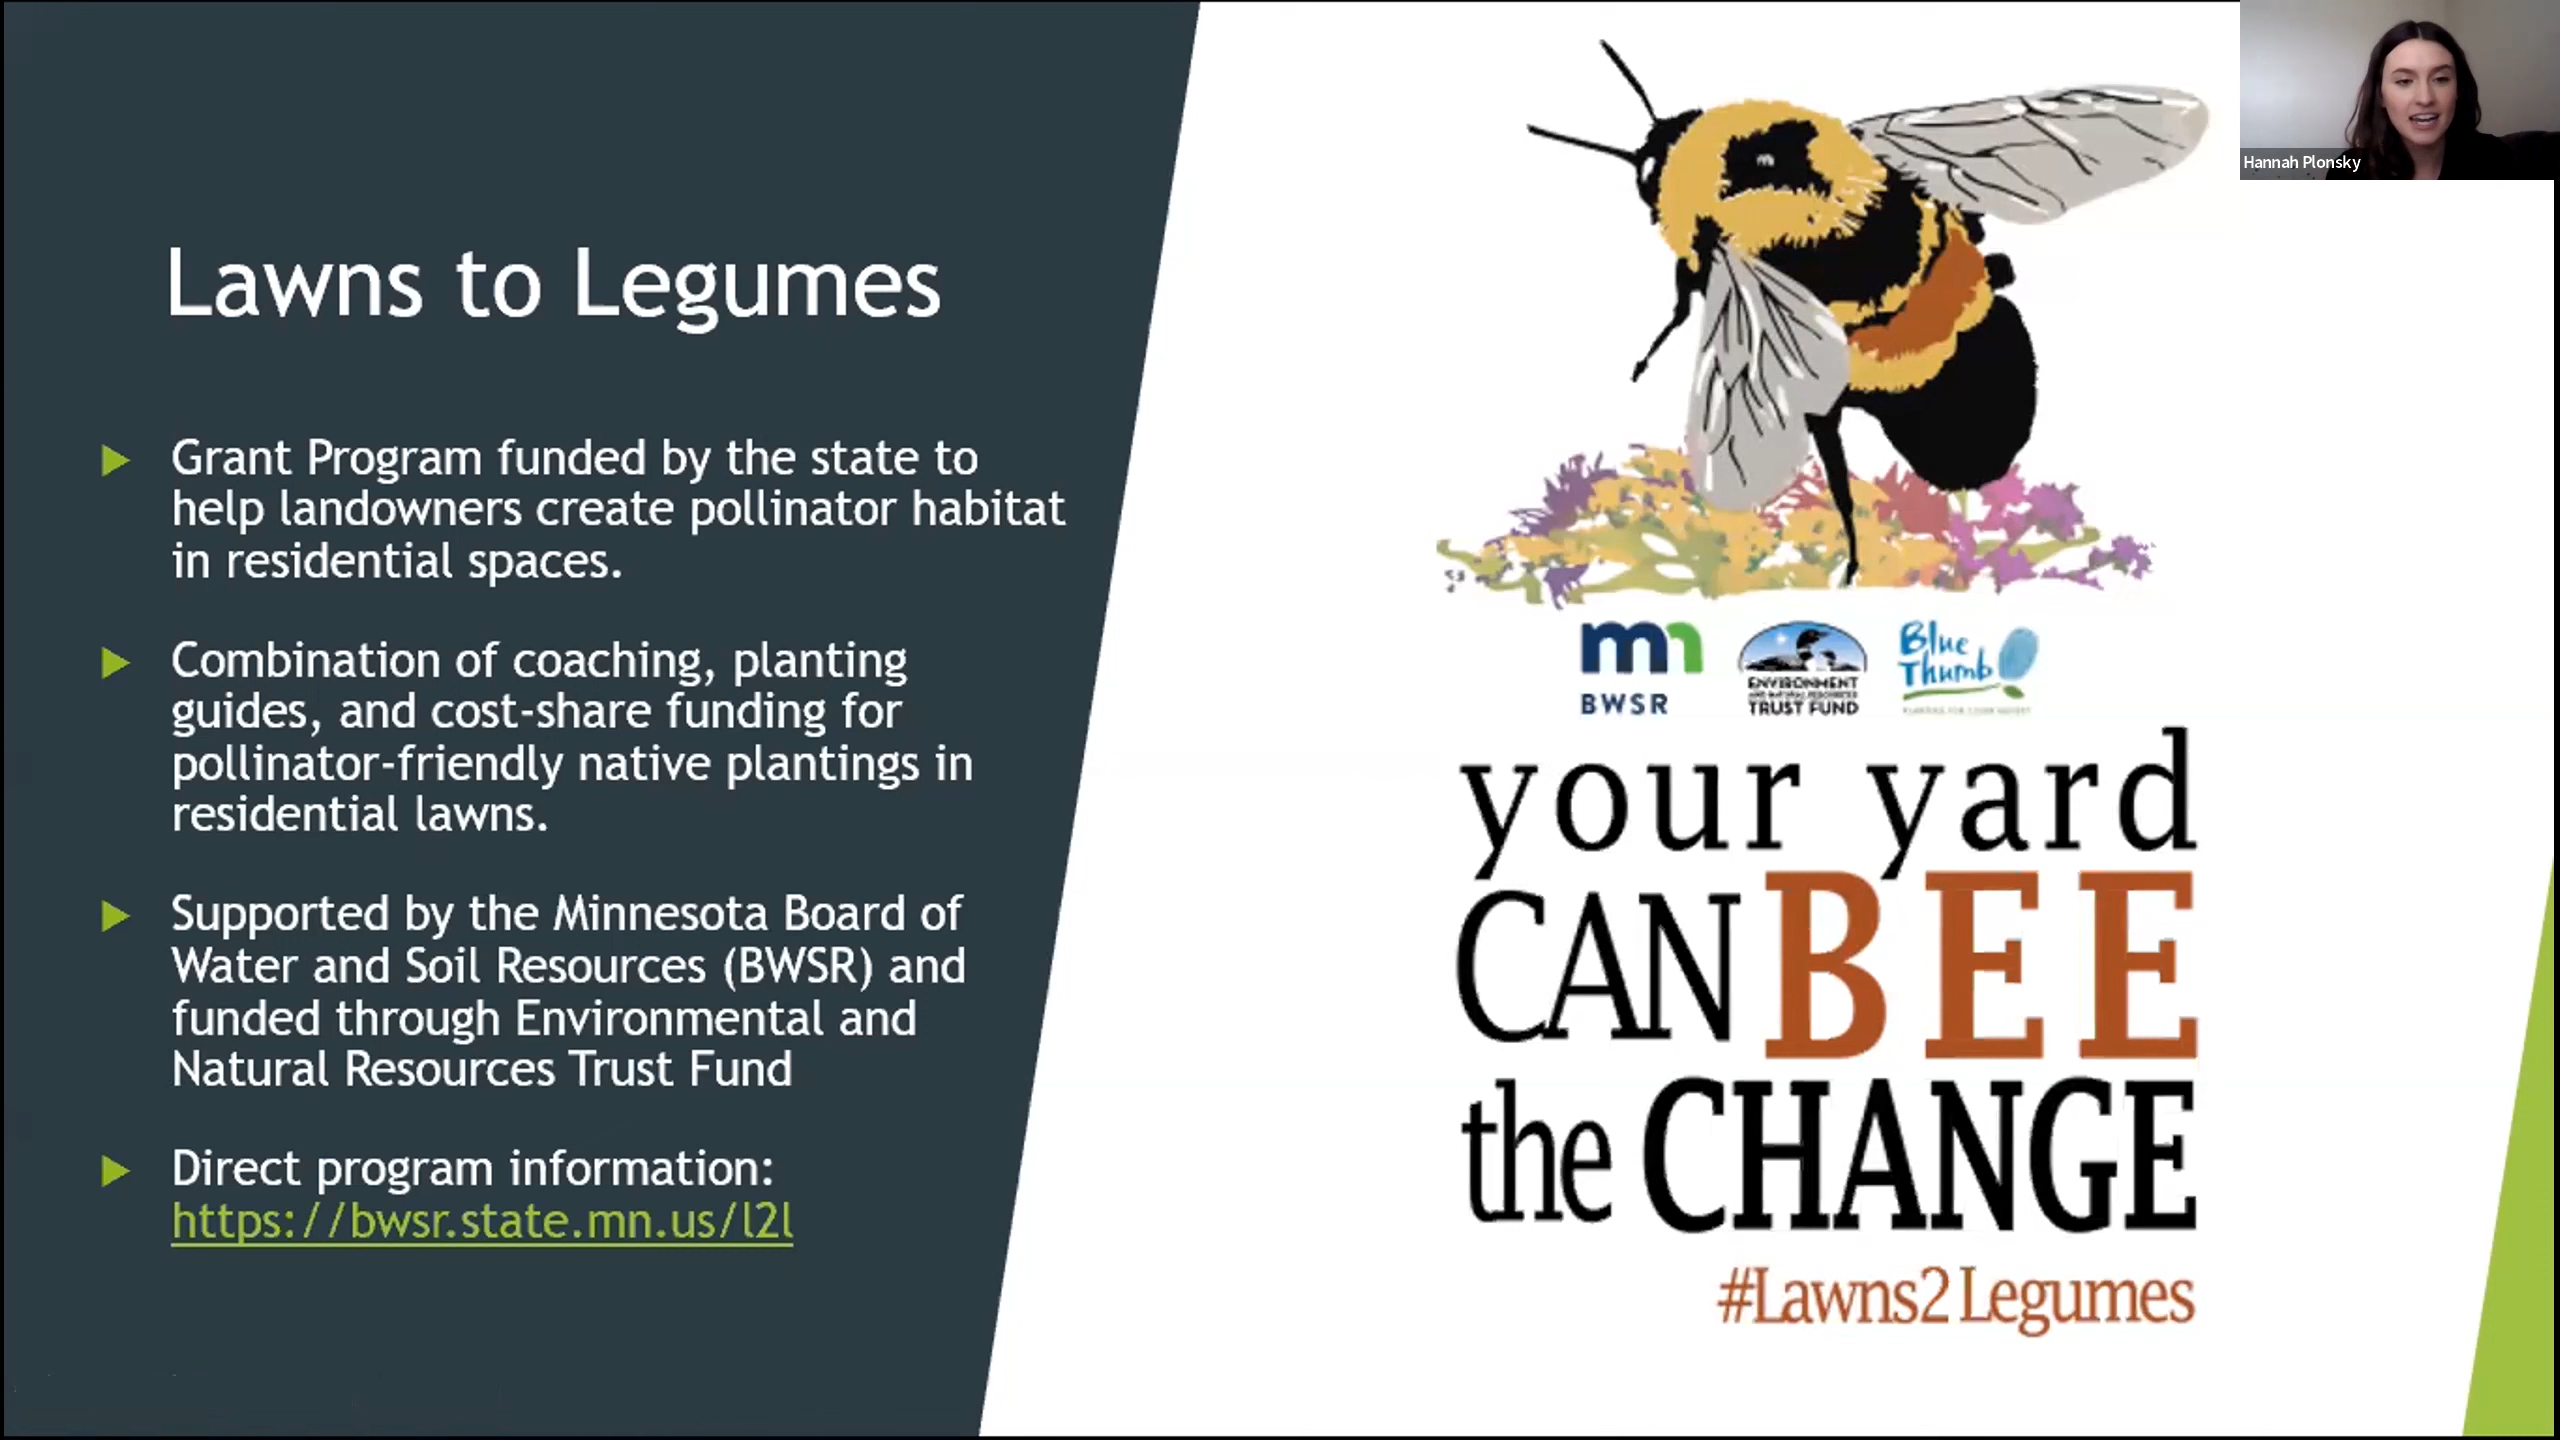 Lawns to Legumes
Grant Program funded by the state to
help landowners create pollinator habitat
in residential spaces.
Combination of coaching, planting
guides, and cost-share funding for
pollinator-friendly native plantings in
residential lawns.
Supported by the Minnesota Board of
Water and Soil Resources (BWSR) and
funded through Environmental and
Natural Resources Trust Fund
Direct program information:
https://bwsr.state.mn.us/l2l
mn
BWSR
ENVIRONMENT
AND NATURAL RESOURCES
TRUST FUND
Blue
Thumb
your yard
CAN BEE
the CHANGE
#Lawns2Legumes
Hannah Plonsky